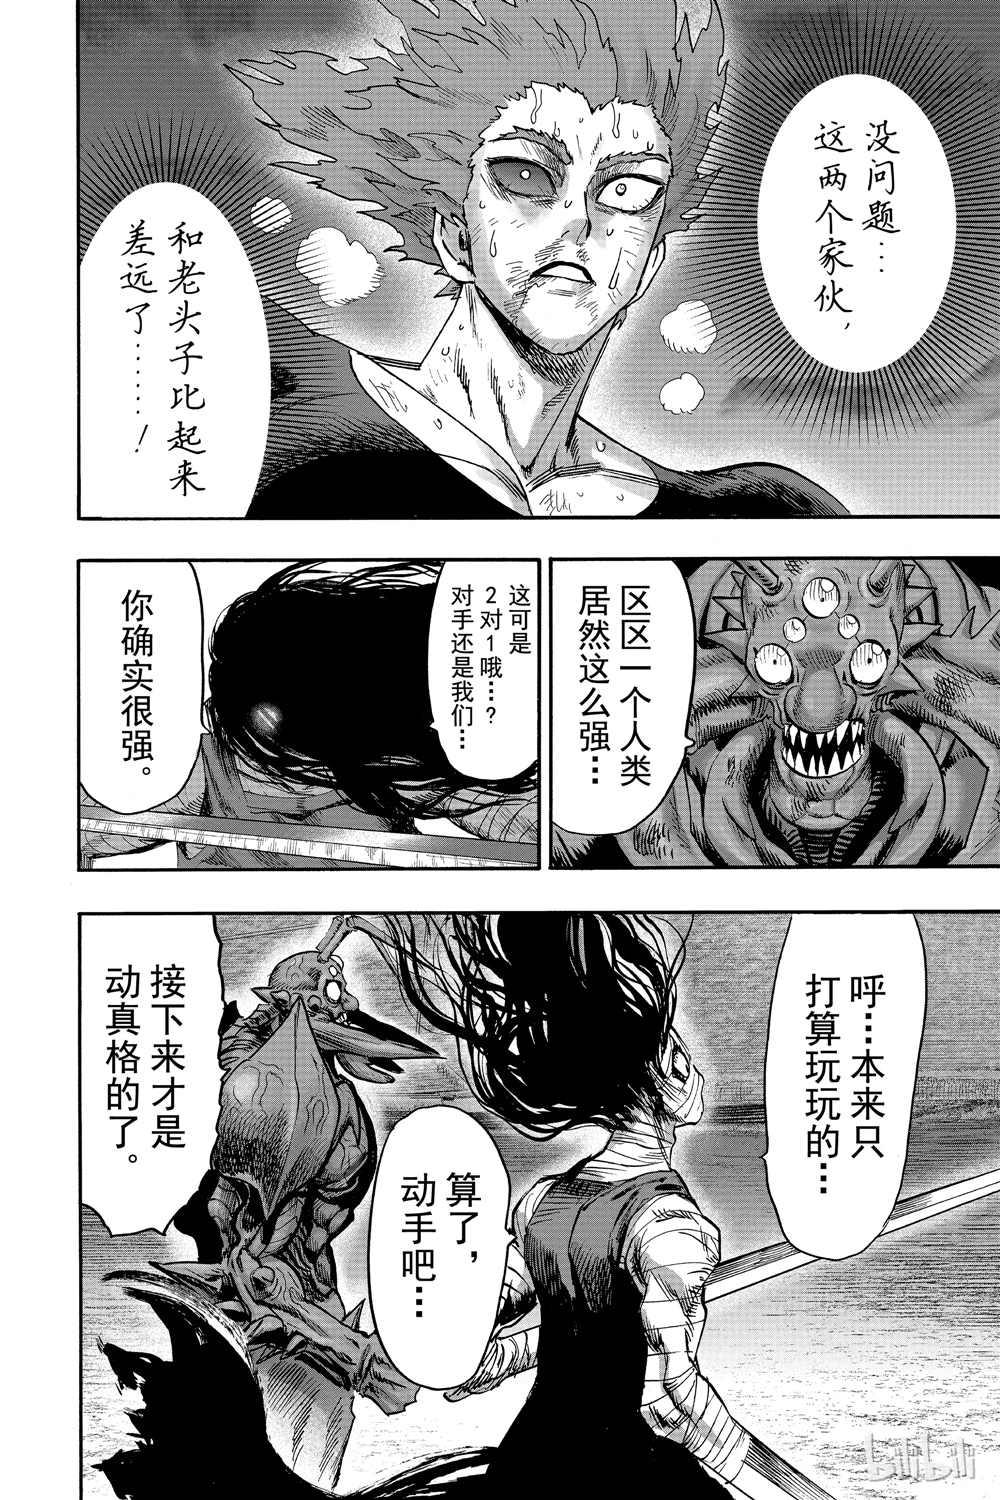 没问题…
这两个家伙，
和老头子比起来
差远了……！
区区一个人类
居然这么强…
这可是
2对1哦…？
对手还是我们…
你确实很强。
呼…本来只
打算玩玩的…
算了，
动手吧…
接下来才是
动真格的了。
bilibili